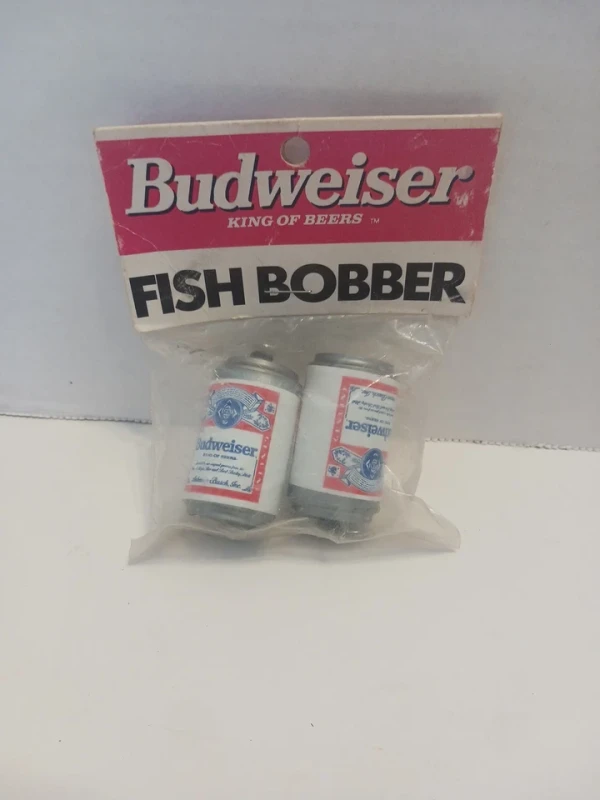 Budweiser
KING OF BEERS ™
FISH BOBBER
Budweiser
KING OF BEERS
Budweiser